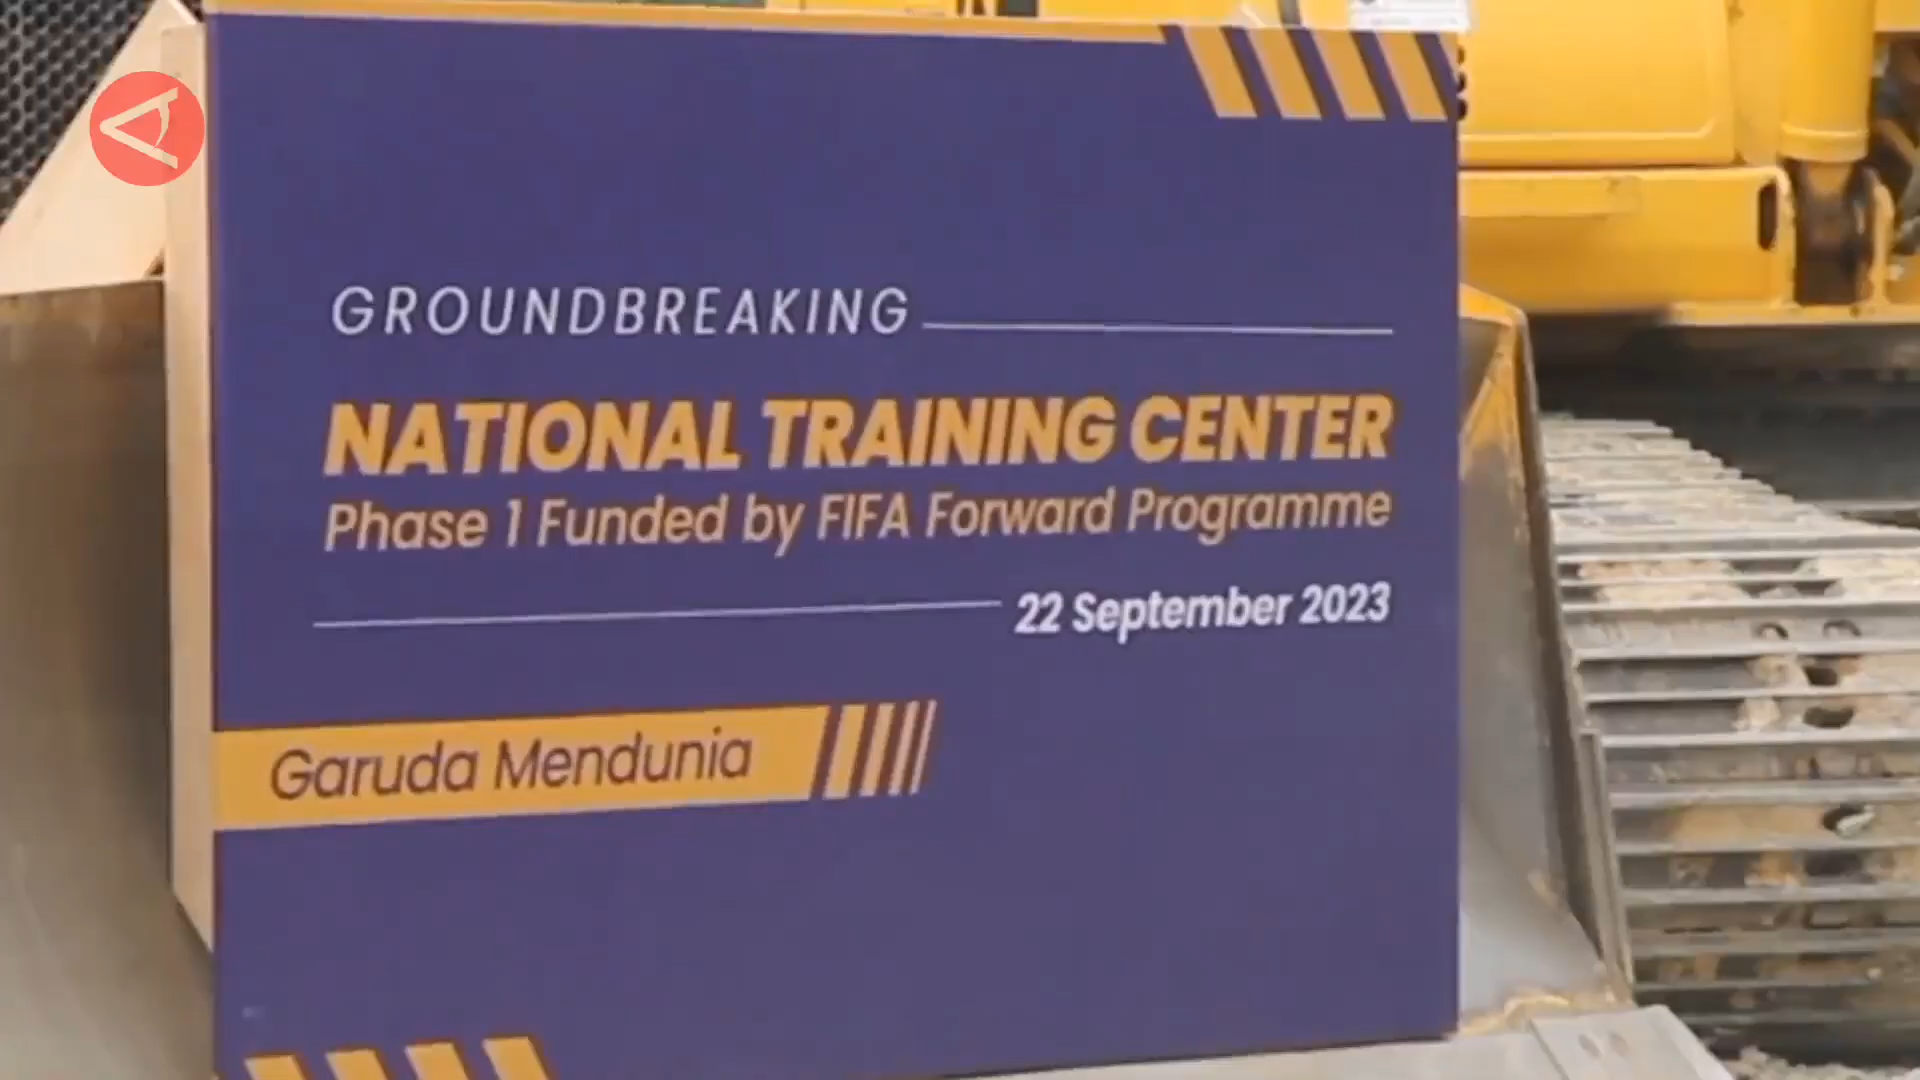 GROUNDBREAKING
NATIONAL TRAINING CENTER
Phase 1 Funded by FIFA Forward Programme
22 September 2023
Garuda Mendunia